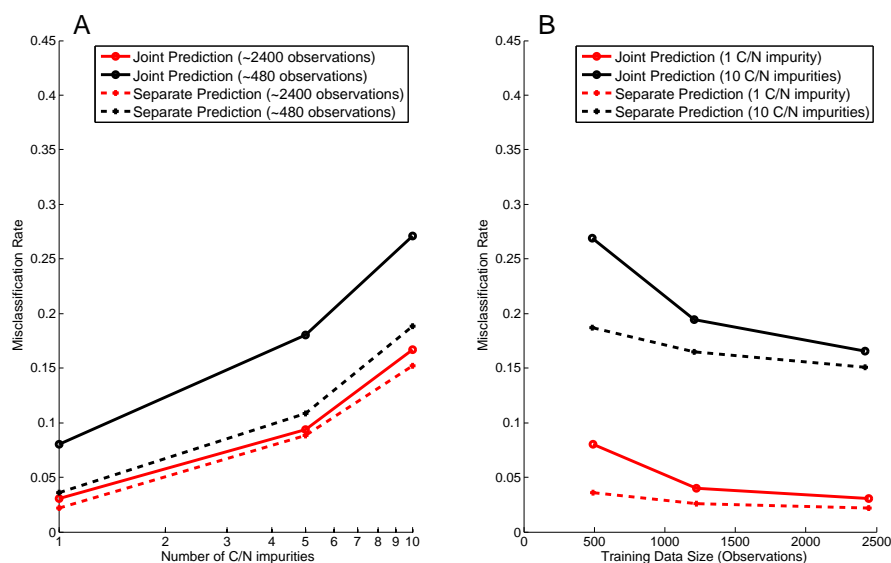 A
0.45
0.4
0.35
0.3
0.25
0.2
0.15
0.1
0.05
0
Misclassification Rate
Joint Prediction (~2400 observations)
Joint Prediction (~480 observations)
Separate Prediction (~2400 observations)
Separate Prediction (~480 observations)
1 2 3 4 5 6 7 8 9 10
Number of C/N impurities
B
0.45
0.4
0.35
0.3
0.25
0.2
0.15
0.1
0.05
0
Misclassification Rate
Joint Prediction (1 C/N impurity)
Joint Prediction (10 C/N impurities)
Separate Prediction (1 C/N impurity)
Separate Prediction (10 C/N impurities)
0 500 1000 1500 2000 2500
Training Data Size (Observations)